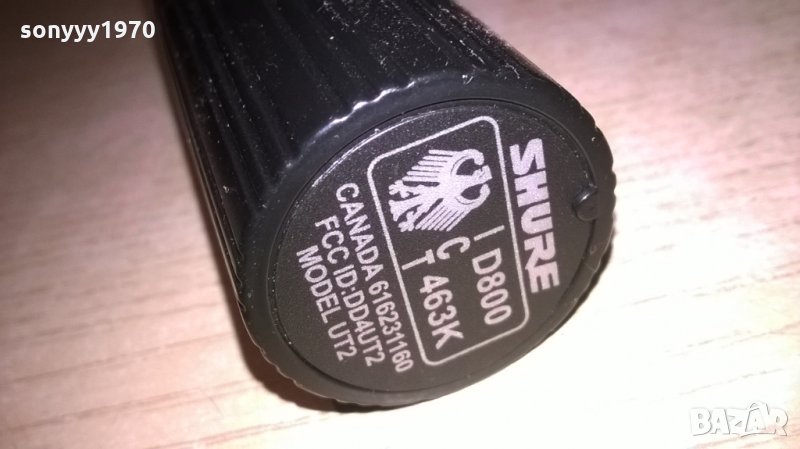 sonyyy1970
SHURE
I D800
C
T 463K
CANADA 616231160
FCC ID:DD4UT2
MODEL UT2
BAZAR